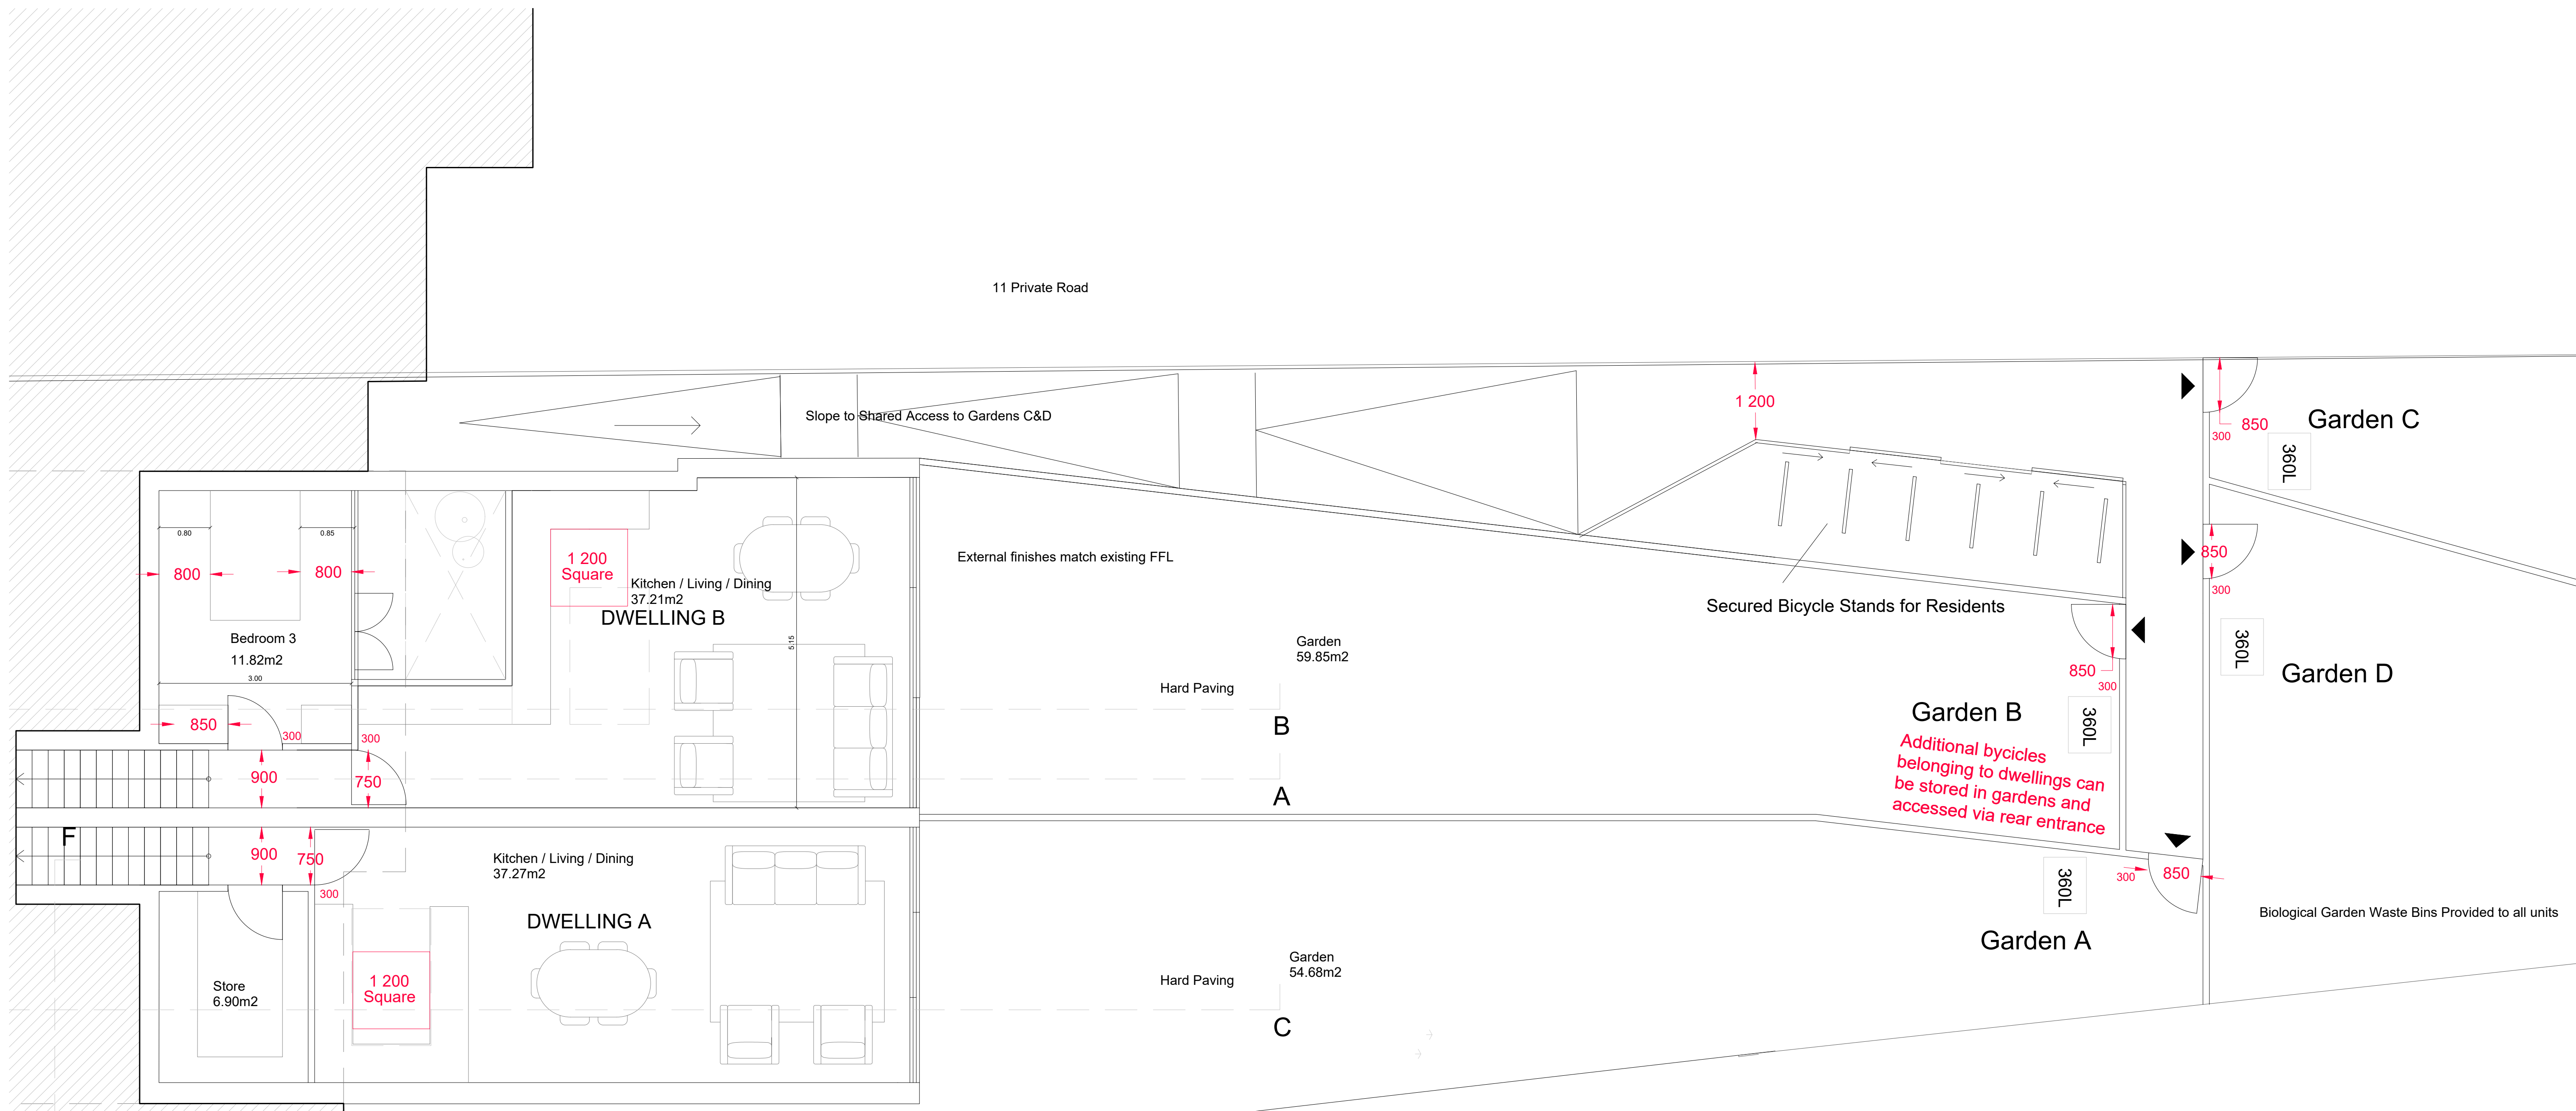 11 Private Road
Slope to Shared Access to Gardens C&D
1 200
850
300
Garden C
360L
0.80
0.85
800
800
1 200
Square
Kitchen / Living / Dining
37.21m2
DWELLING B
5.15
External finishes match existing FFL
Secured Bicycle Stands for Residents
850
300
360L
Garden D
Bedroom 3
11.82m2
3.00
Garden
59.85m2
Hard Paving
B
850
300
Garden B
360L
Additional bycicles
belonging to dwellings can
be stored in gardens and
accessed via rear entrance
850
300
300
900
750
A
F
900
750
300
Kitchen / Living / Dining
37.27m2
DWELLING A
360L
300
850
Garden A
Biological Garden Waste Bins Provided to all units
Store
6.90m2
1 200
Square
Garden
54.68m2
Hard Paving
C